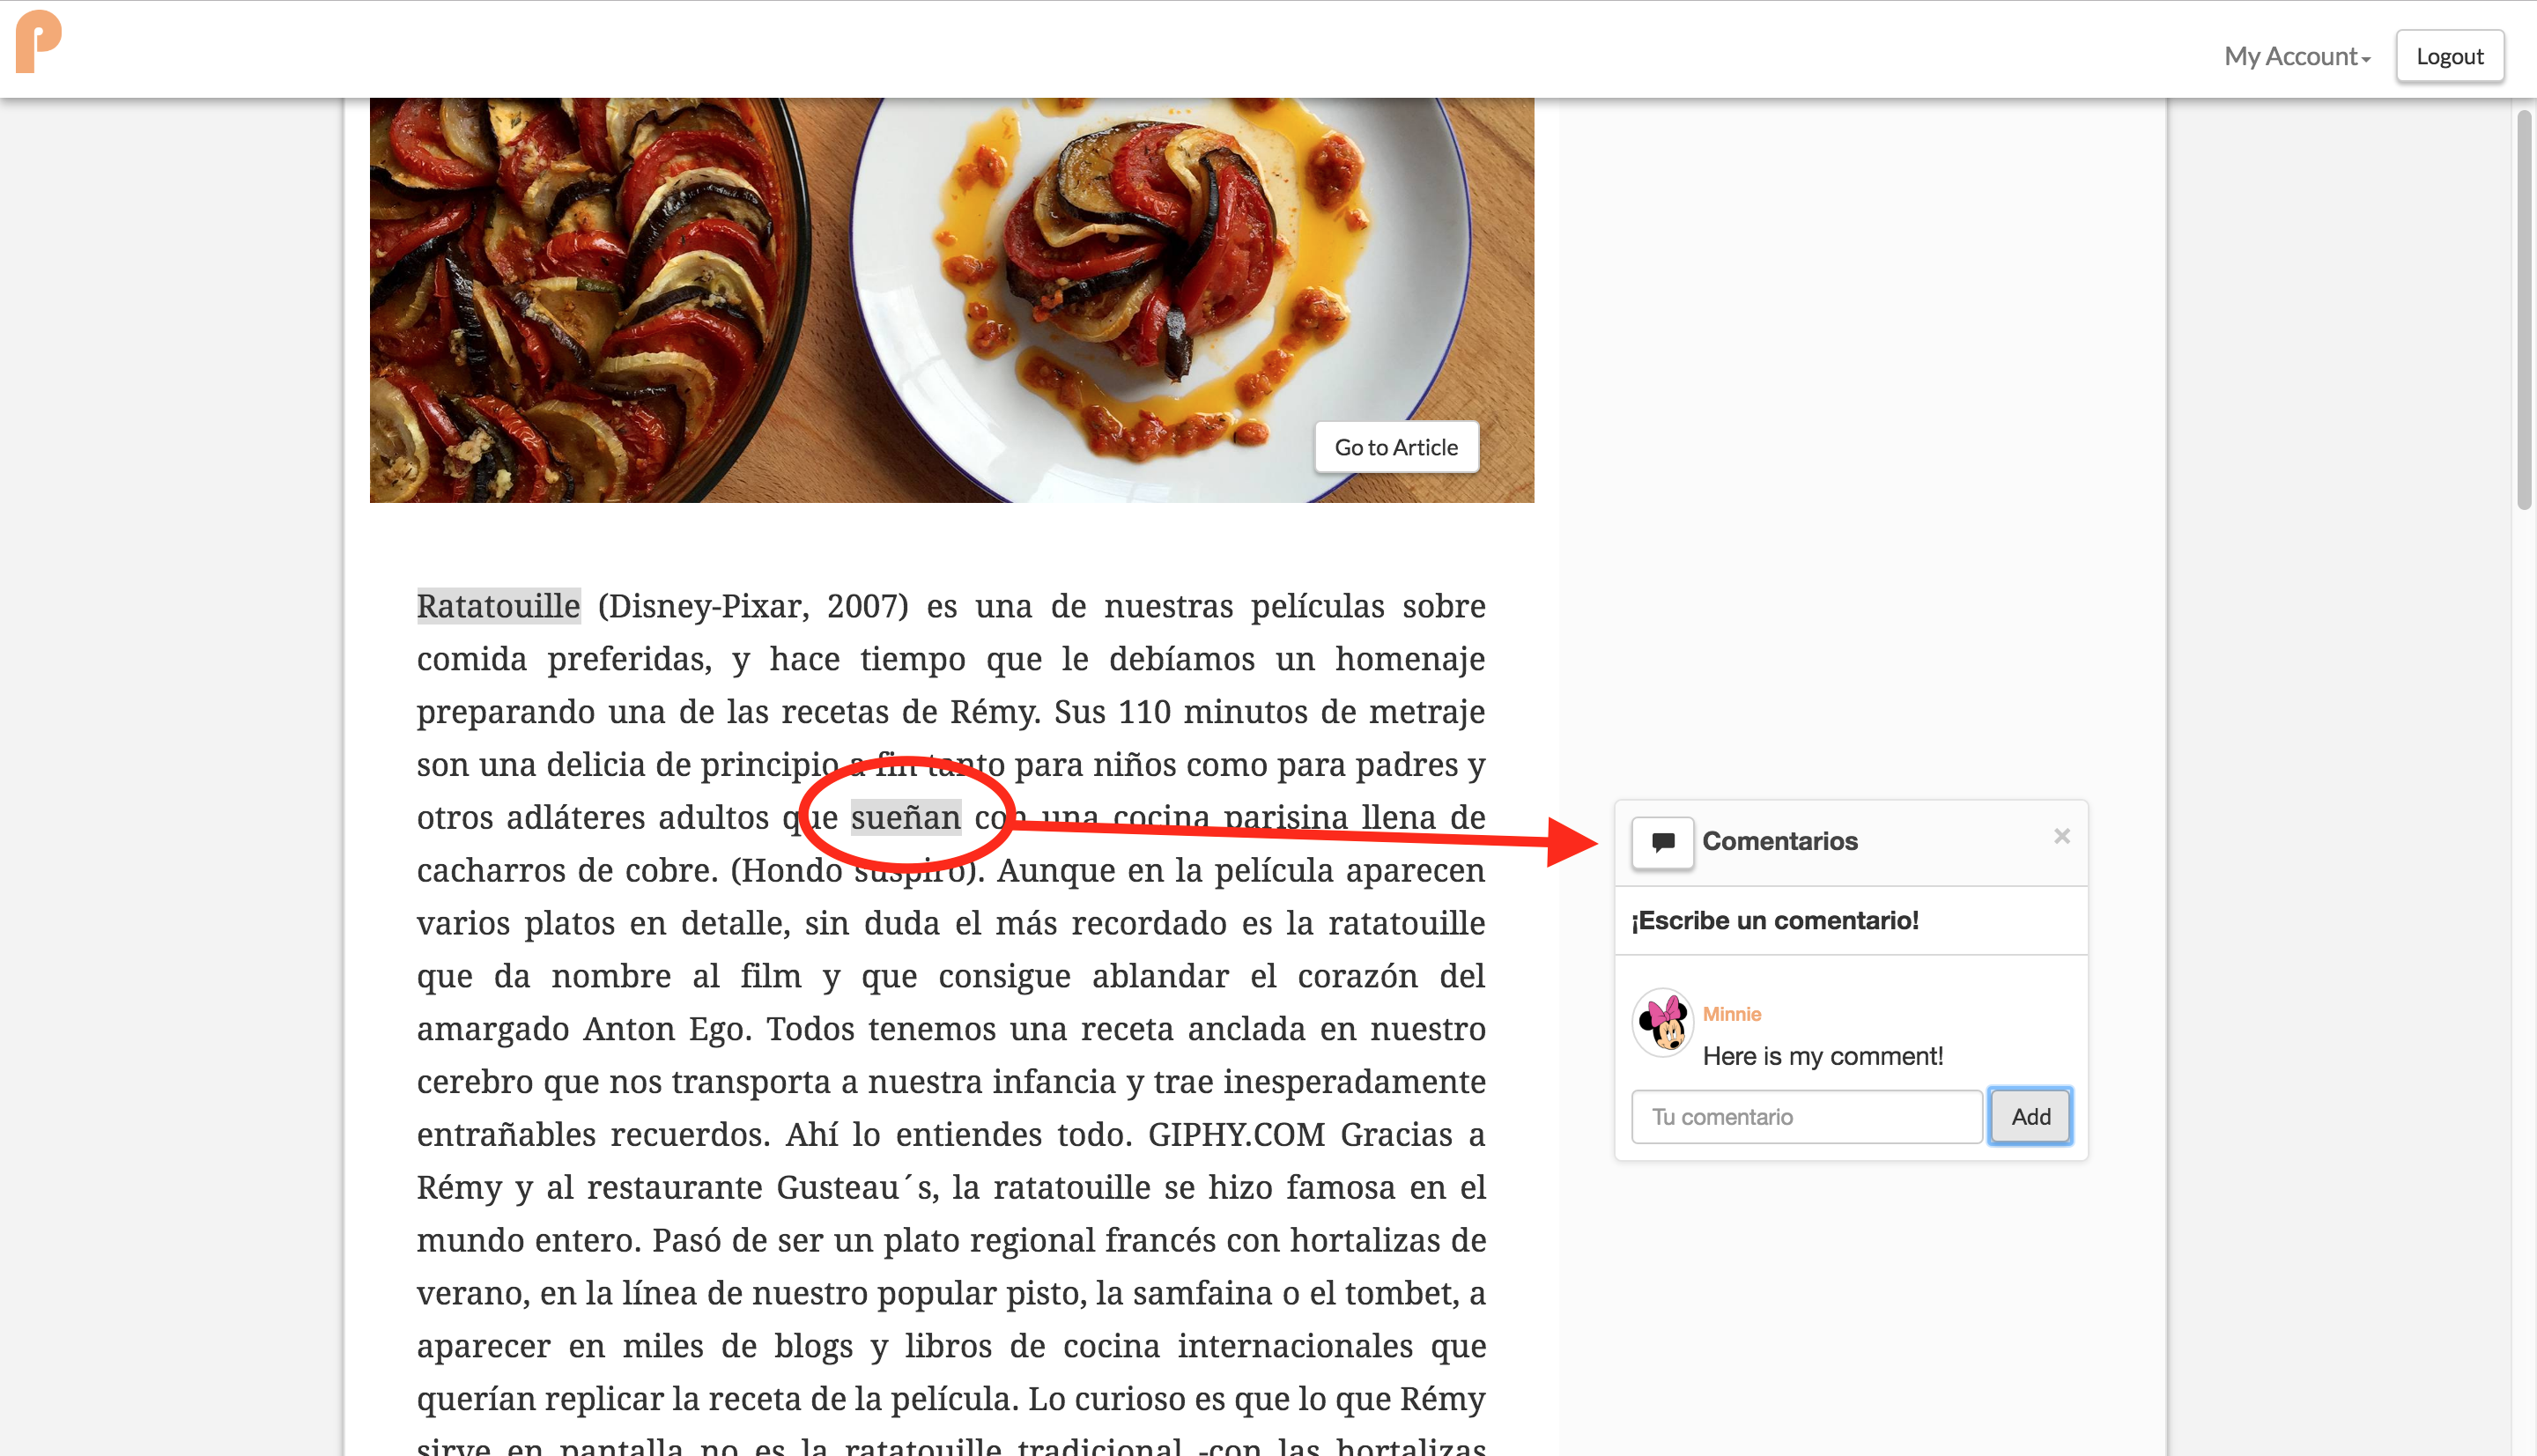 P
My Account
Logout
Go to Article
Ratatouille (Disney-Pixar, 2007) es una de nuestras películas sobre
comida preferidas, y hace tiempo que le debíamos un homenaje
preparando una de las recetas de Rémy. Sus 110 minutos de metraje
son una delicia de principio a fin tanto para niños como para padres y
otros adláteres adultos que sueñan con una cocina parisina llena de
cacharros de cobre. (Hondo suspiro). Aunque en la película aparecen
varios platos en detalle, sin duda el más recordado es la ratatouille
que da nombre al film y que consigue ablandar el corazón del
amargado Anton Ego. Todos tenemos una receta anclada en nuestro
cerebro que nos transporta a nuestra infancia y trae inesperadamente
entrañables recuerdos. Ahí lo entiendes todo. GIPHY.COM Gracias a
Rémy y al restaurante Gusteau´s, la ratatouille se hizo famosa en el
mundo entero. Pasó de ser un plato regional francés con hortalizas de
verano, en la línea de nuestro popular pisto, la samfaina o el tombet, a
aparecer en miles de blogs y libros de cocina internacionales que
querían replicar la receta de la película. Lo curioso es que lo que Rémy
sirve en pantalla no es la ratatouille tradicional -con las hortalizas
Comentarios
×
¡Escribe un comentario!
Minnie
Here is my comment!
Tu comentario
Add